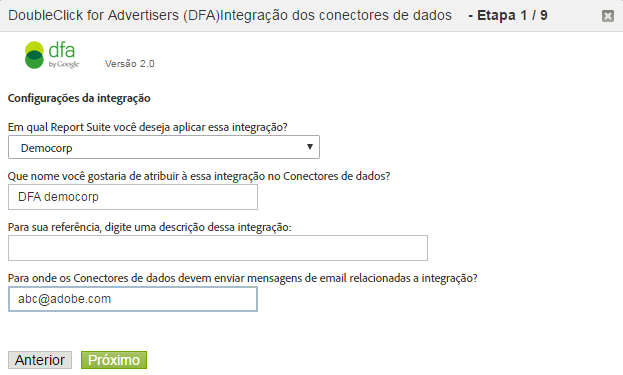 DoubleClick for Advertisers (DFA)Integração dos conectores de dados - Etapa 1 / 9
dfa
by Google
Versão 2.0
Configurações da integração
Em qual Report Suite você deseja aplicar essa integração?
Democorp
Que nome você gostaria de atribuir à essa integração no Conectores de dados?
DFA democorp
Para sua referência, digite uma descrição dessa integração:
Para onde os Conectores de dados devem enviar mensagens de email relacionadas a integração?
abc@adobe.com
Anterior Próximo